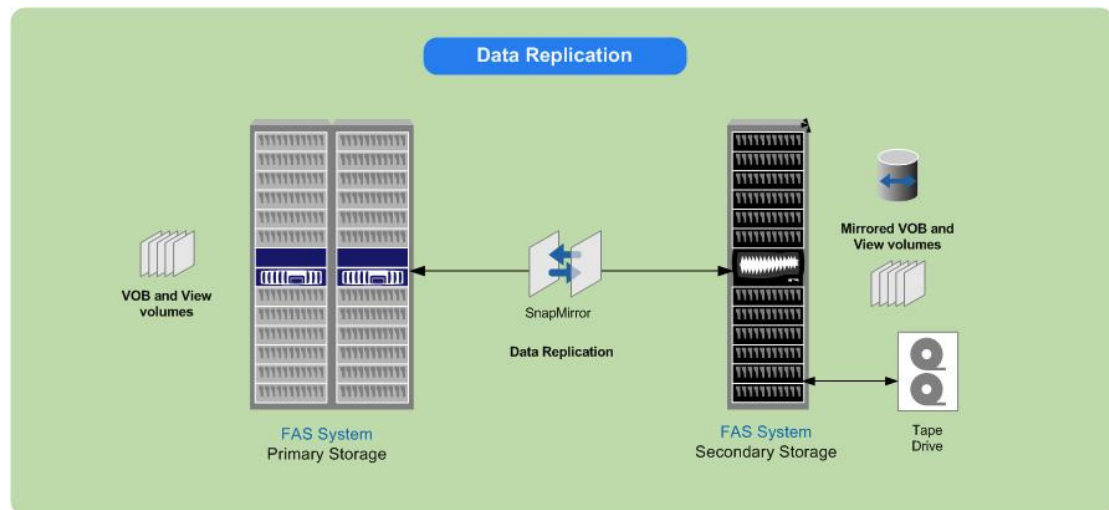 Data Replication
VOB and View
volumes
SnapMirror
Data Replication
Mirrored VOB and
View volumes
FAS System
Primary Storage
FAS System
Secondary Storage
Tape
Drive